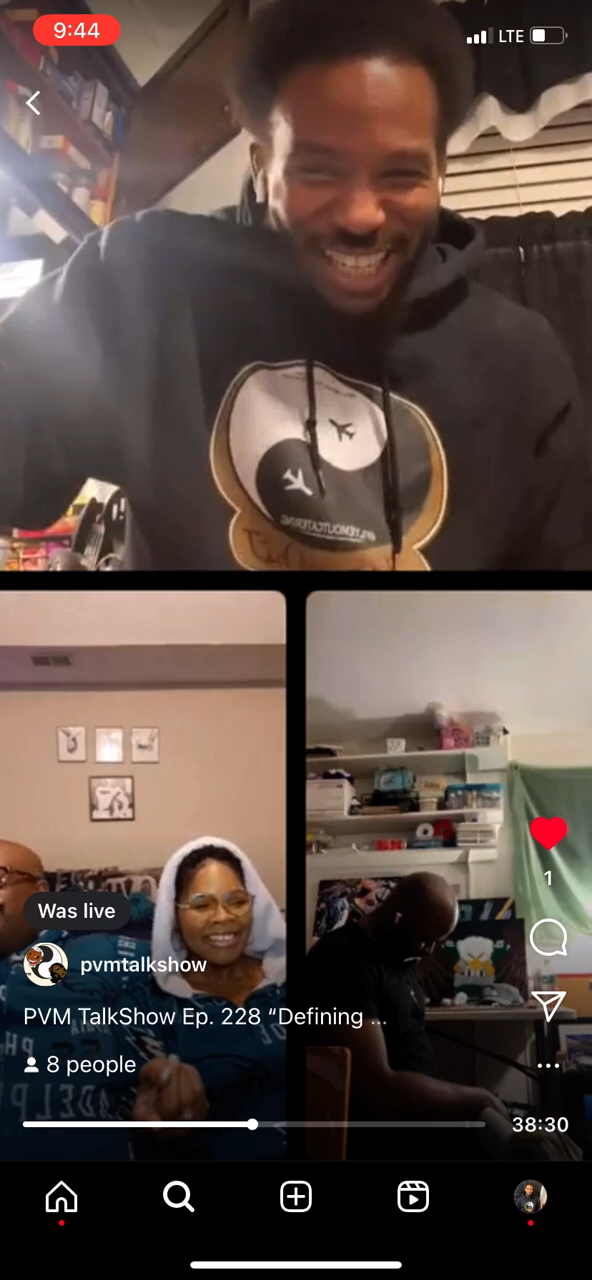 9:44
LTE
Was live
pvmtalkshow
PVM TalkShow Ep. 228 “Defining ...
8 people
1
38:30